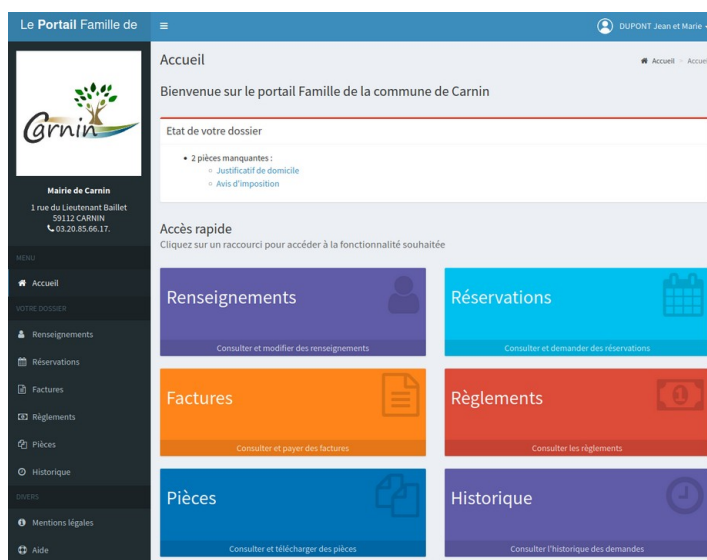 Le Portail Famille de
DUPONT Jean et Marie
Carnin
Mairie de Carnin
1 rue du Lieutenant Baillet
59112 CARNIN
03.20.85.66.17.
MENU
Accueil
VOTRE DOSSIER
Renseignements
Réservations
Factures
Règlements
Pièces
Historique
DIVERS
Mentions légales
Aide
Accueil
Accueil > Accuei
Bienvenue sur le portail Famille de la commune de Carnin
Etat de votre dossier
2 pièces manquantes :
Justificatif de domicile
Avis d'imposition
Accès rapide
Cliquez sur un raccourci pour accéder à la fonctionnalité souhaitée
Renseignements
Consulter et modifier des renseignements
Réservations
Consulter et demander des réservations
Factures
Consulter et payer des factures
Règlements
1
Consulter les règlements
Pièces
Consulter et télécharger des pièces
Historique
Consulter l'historique des demandes